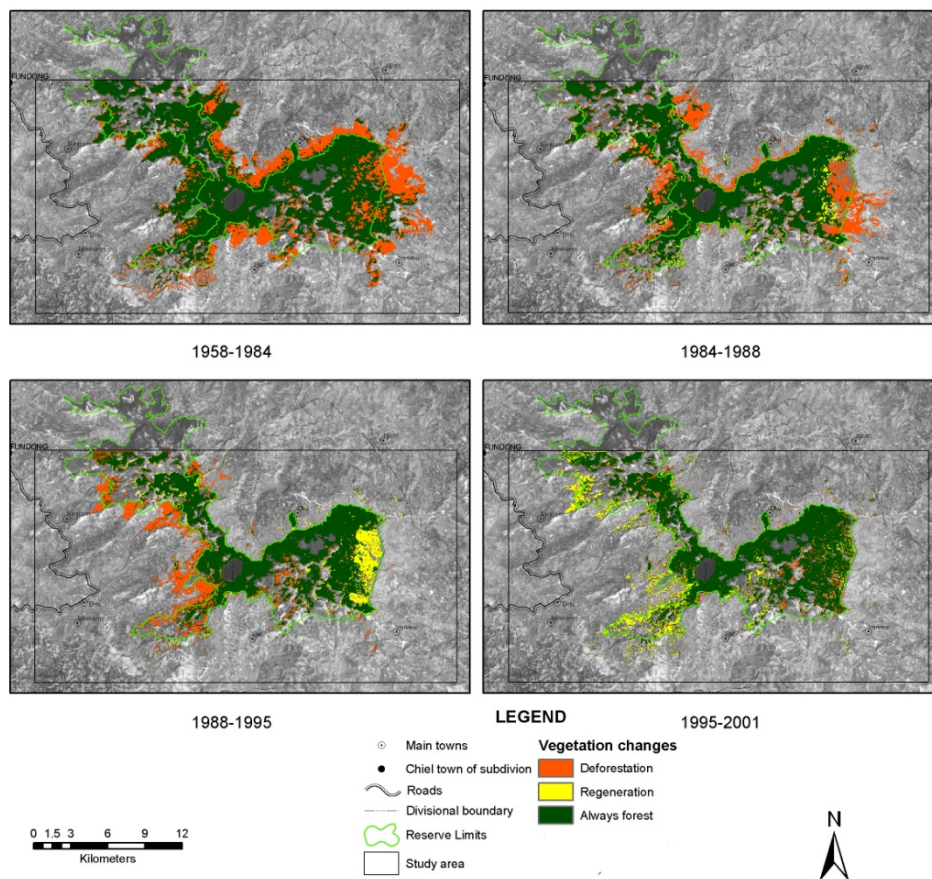 FUNDONG
FUNDONG
1958-1984
1984-1988
FUNDONG
FUNDONG
1988-1995
1995-2001
LEGEND
Main towns
Chiel town of subdivion
Roads
Divisional boundary
Reserve Limits
Study area
Vegetation changes
Deforestation
Regeneration
Always forest
0 1.5 3 6 9 12
Kilometers
N